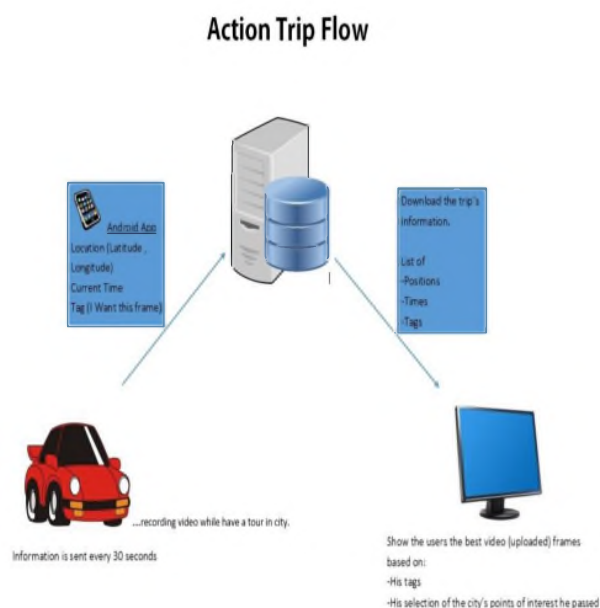 Action Trip Flow
Android App
Location (Latitude ,
Longitude)
Current Time
Tag (I Want this frame)
Download the trip's
information.
List of
-Positions
-Times
-Tags
....recording video while have a tour in city.
Information is sent every 30 seconds
Show the users the best video (uploaded) frames
based on:
-His tags
-His selection of the city's points of interest he passed